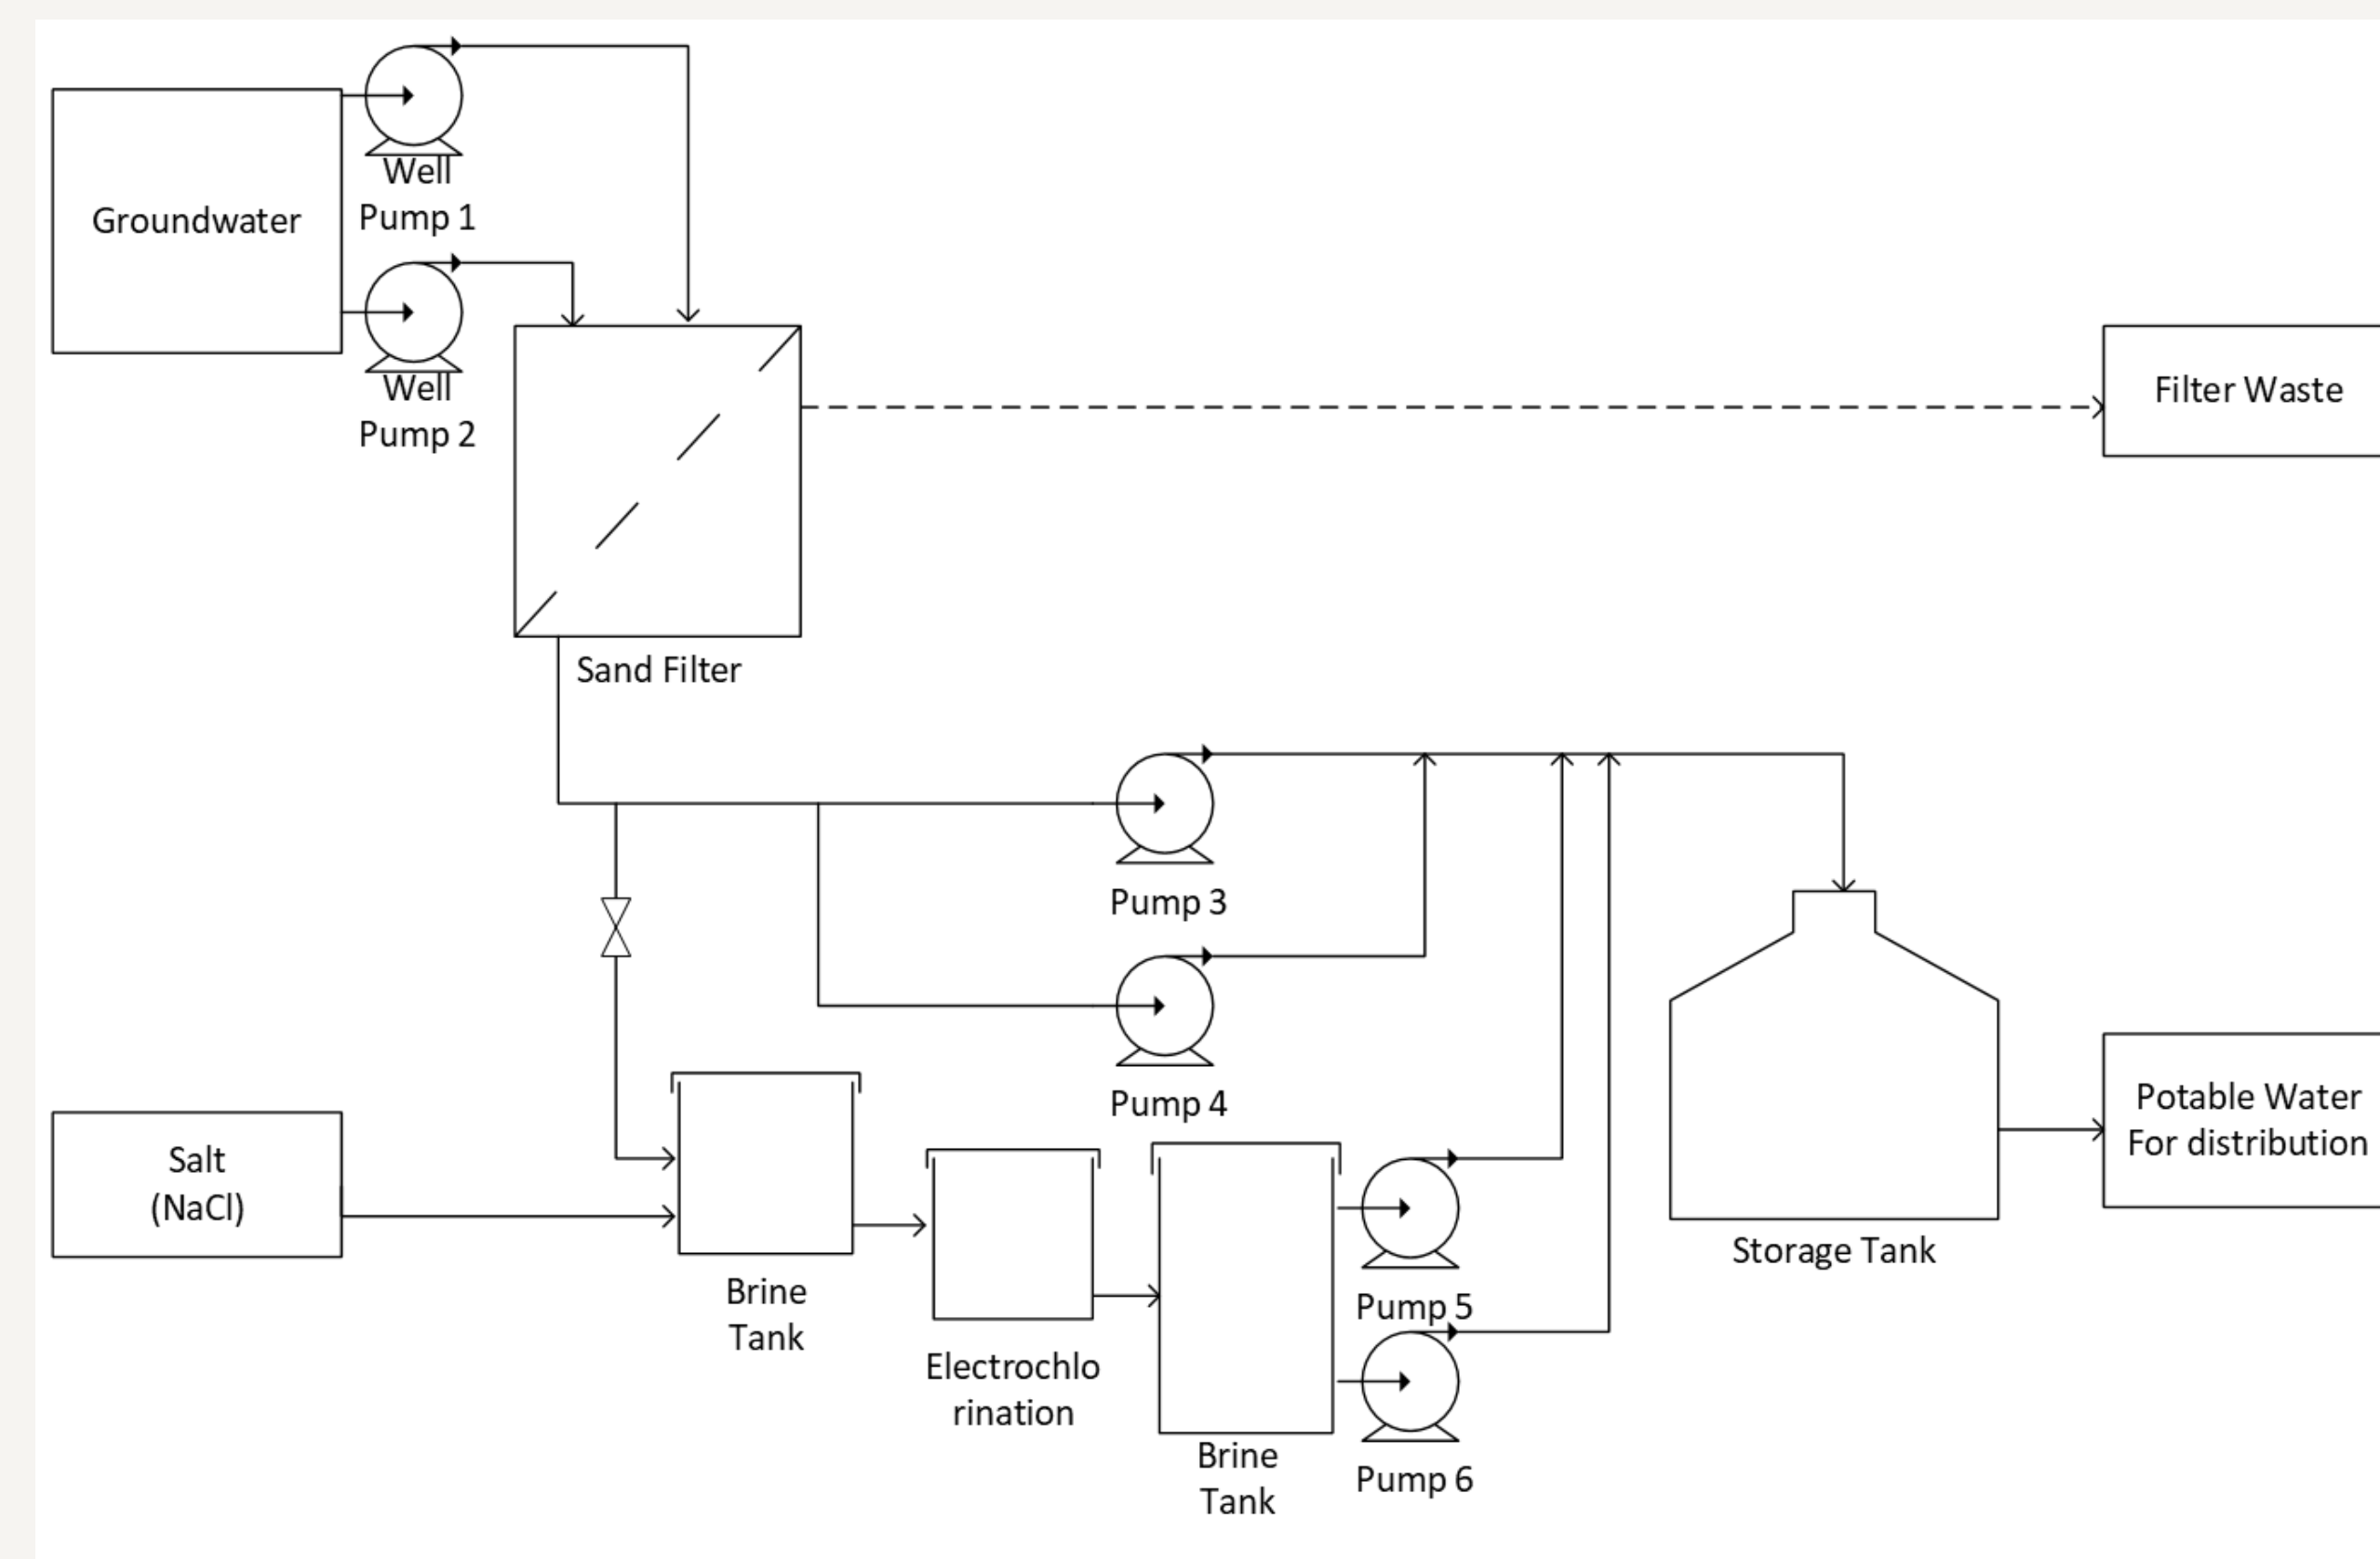 Groundwater
Well
Pump 1
Well
Pump 2
Filter Waste
Sand Filter
Pump 3
Pump 4
Salt
(NaCl)
Brine
Tank
Electrochlo
rination
Brine
Tank
Pump 5
Pump 6
Storage Tank
Potable Water
For distribution